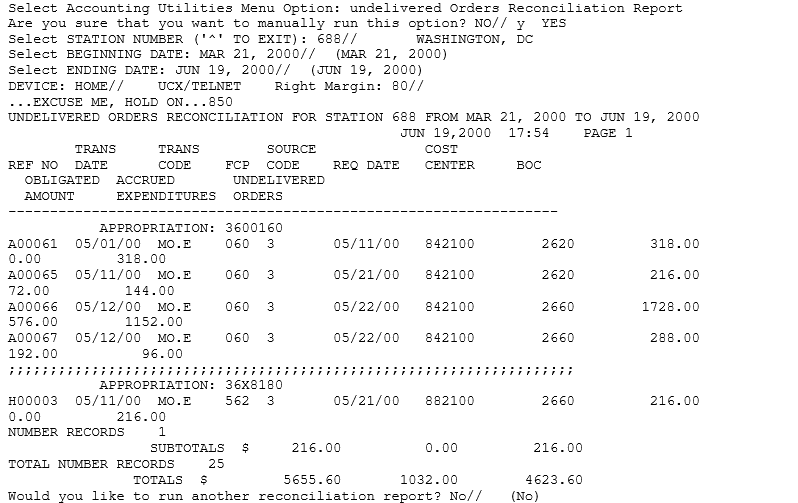 Select Accounting Utilities Menu Option: undelivered Orders Reconciliation Report
Are you sure that you want to manually run this option? NO// y  YES
Select STATION NUMBER ('^' TO EXIT): 688//       WASHINGTON, DC
Select BEGINNING DATE: MAR 21, 2000//  (MAR 21, 2000)
Select ENDING DATE: JUN 19, 2000//  (JUN 19, 2000)
DEVICE: HOME//    UCX/TELNET    Right Margin: 80//
...EXCUSE ME, HOLD ON...850
UNDELIVERED ORDERS RECONCILIATION FOR STATION 688 FROM MAR 21, 2000 TO JUN 19, 2000
JUN 19,2000  17:54    PAGE 1
TRANS     TRANS        SOURCE             COST
REF NO  DATE      CODE    FCP  CODE    REQ DATE   CENTER     BOC
OBLIGATED  ACCRUED       UNDELIVERED
AMOUNT     EXPENDITURES  ORDERS
------------------------------------------------------------------
APPROPRIATION: 3600160
A00061  05/01/00  MO.E    060  3       05/11/00   842100        2620         318.00
0.00         318.00
A00065  05/11/00  MO.E    060  3       05/21/00   842100        2620         216.00
72.00         144.00
A00066  05/12/00  MO.E    060  3       05/22/00   842100        2660        1728.00
576.00        1152.00
A00067  05/12/00  MO.E    060  3       05/22/00   842100        2660         288.00
192.00          96.00
;;;;;;;;;;;;;;;;;;;;;;;;;;;;;;;;;;;;;;;;;;;;;;;;;;;;;;;;;;;;;;;;;;;;
APPROPRIATION: 36X8180
H00003  05/11/00  MO.E    562  3       05/21/00   882100        2660         216.00
0.00         216.00
NUMBER RECORDS    1
SUBTOTALS  $     216.00          0.00         216.00
TOTAL NUMBER RECORDS    25
TOTALS  $         5655.60       1032.00        4623.60
Would you like to run another reconciliation report? No//   (No)